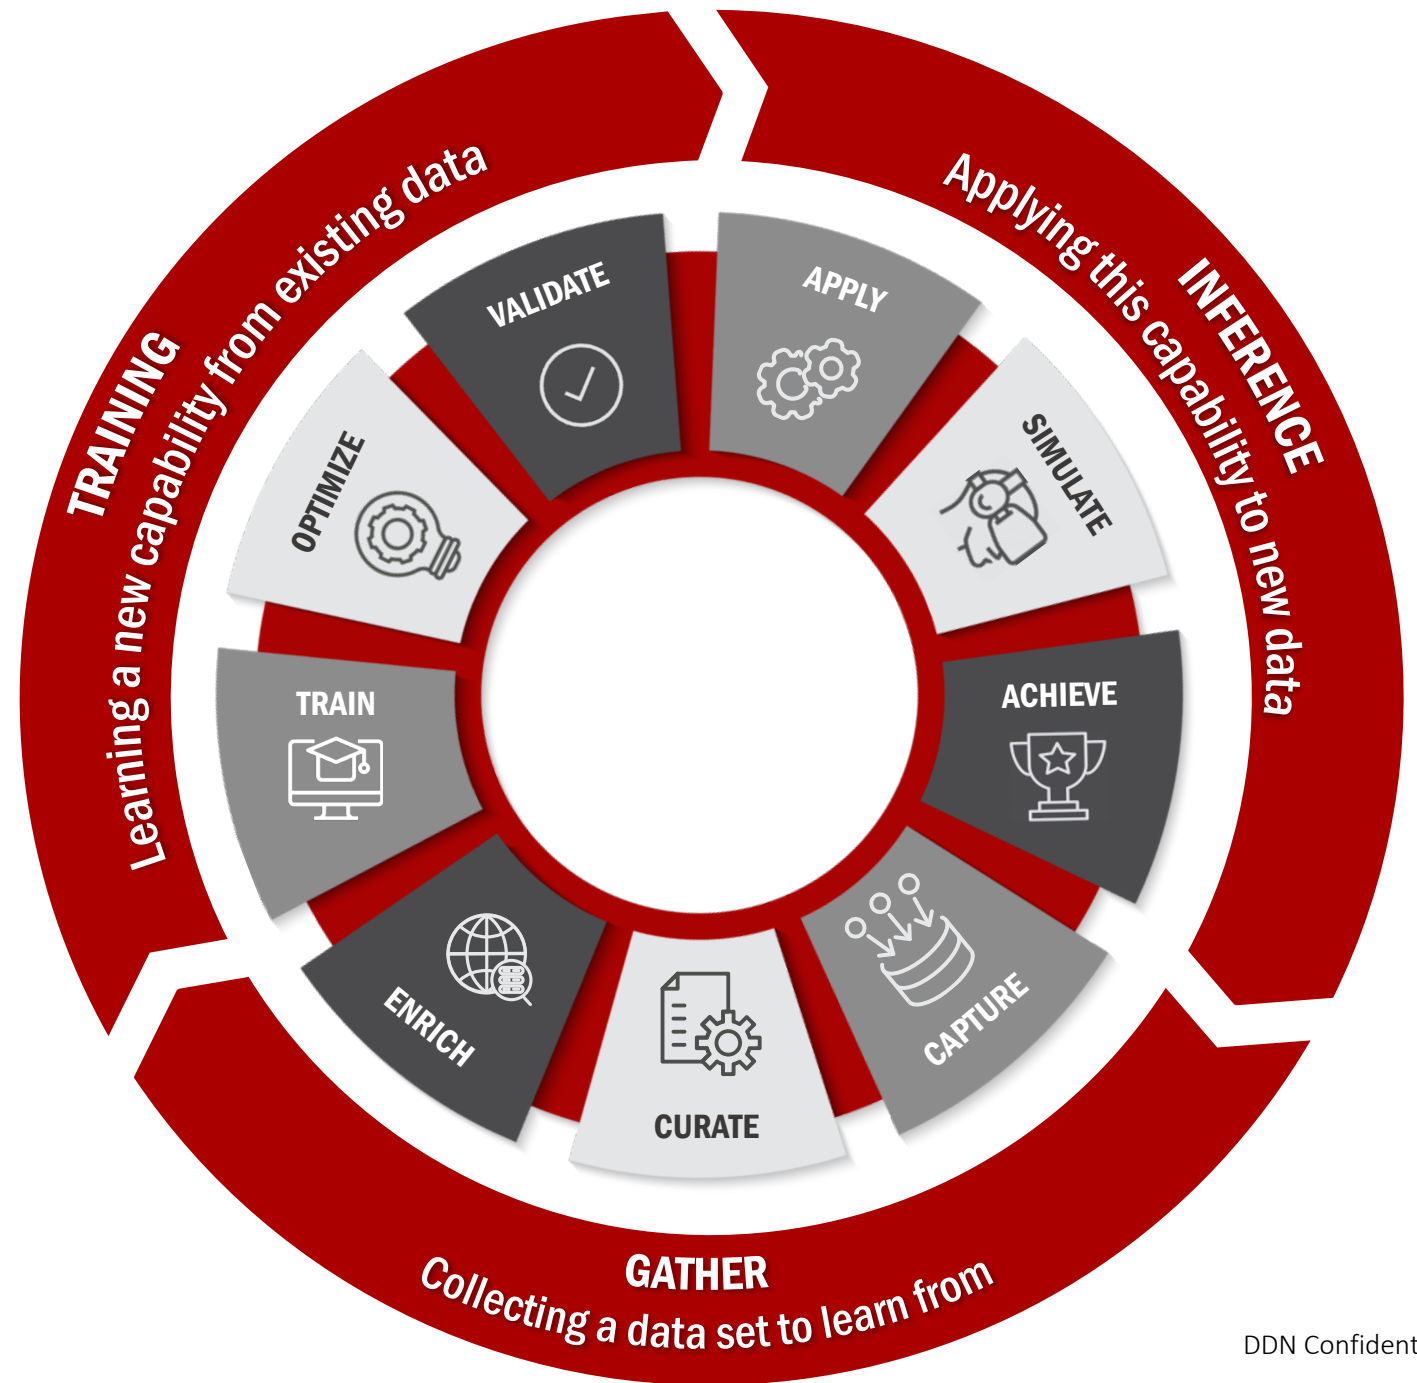 TRAINING
Learning a new capability from existing data
INFERENCE
Applying this capability to new data
GATHER
Collecting a data set to learn from
VALIDATE
APPLY
SIMULATE
ACHIEVE
CAPTURE
CURATE
ENRICH
TRAIN
OPTIMIZE
DDN Confident